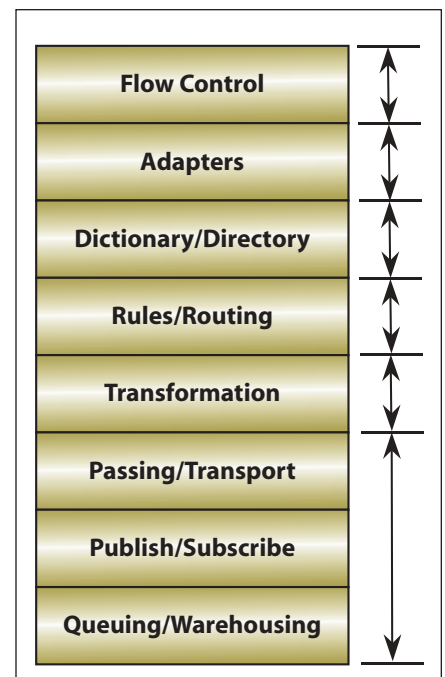 Flow Control
Adapters
Dictionary/Directory
Rules/Routing
Transformation
Passing/Transport
Publish/Subscribe
Queuing/Warehousing